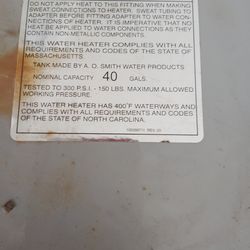 DO NOT APPLY HEAT TO THIS FITTING WHEN MAKING
SWEAT CONNECTIONS TO HEATER. SWEAT TUBING TO
ADAPTER BEFORE FITTING ADAPTER TO WATER CON-
NECTIONS OF HEATER. IT IS IMPERATIVE THAT NO
HEAT BE APPLIED TO WATER CONNECTIONS AS THEY
CONTAIN NON-METALLIC COMPONENTS.
THIS WATER HEATER COMPLIES WITH ALL
REQUIREMENTS AND CODES OF THE STATE OF
MASSACHUSETTS.
TANK MADE BY A. O. SMITH WATER PRODUCTS
NOMINAL CAPACITY 40 GALS.
TESTED TO 300 P.S.I. - 150 LBS. MAXIMUM ALLOWED
WORKING PRESSURE.
THIS WATER HEATER HAS 400°F WATERWAYS AND
COMPLIES WITH ALL REQUIREMENTS AND CODES
OF THE STATE OF NORTH CAROLINA.